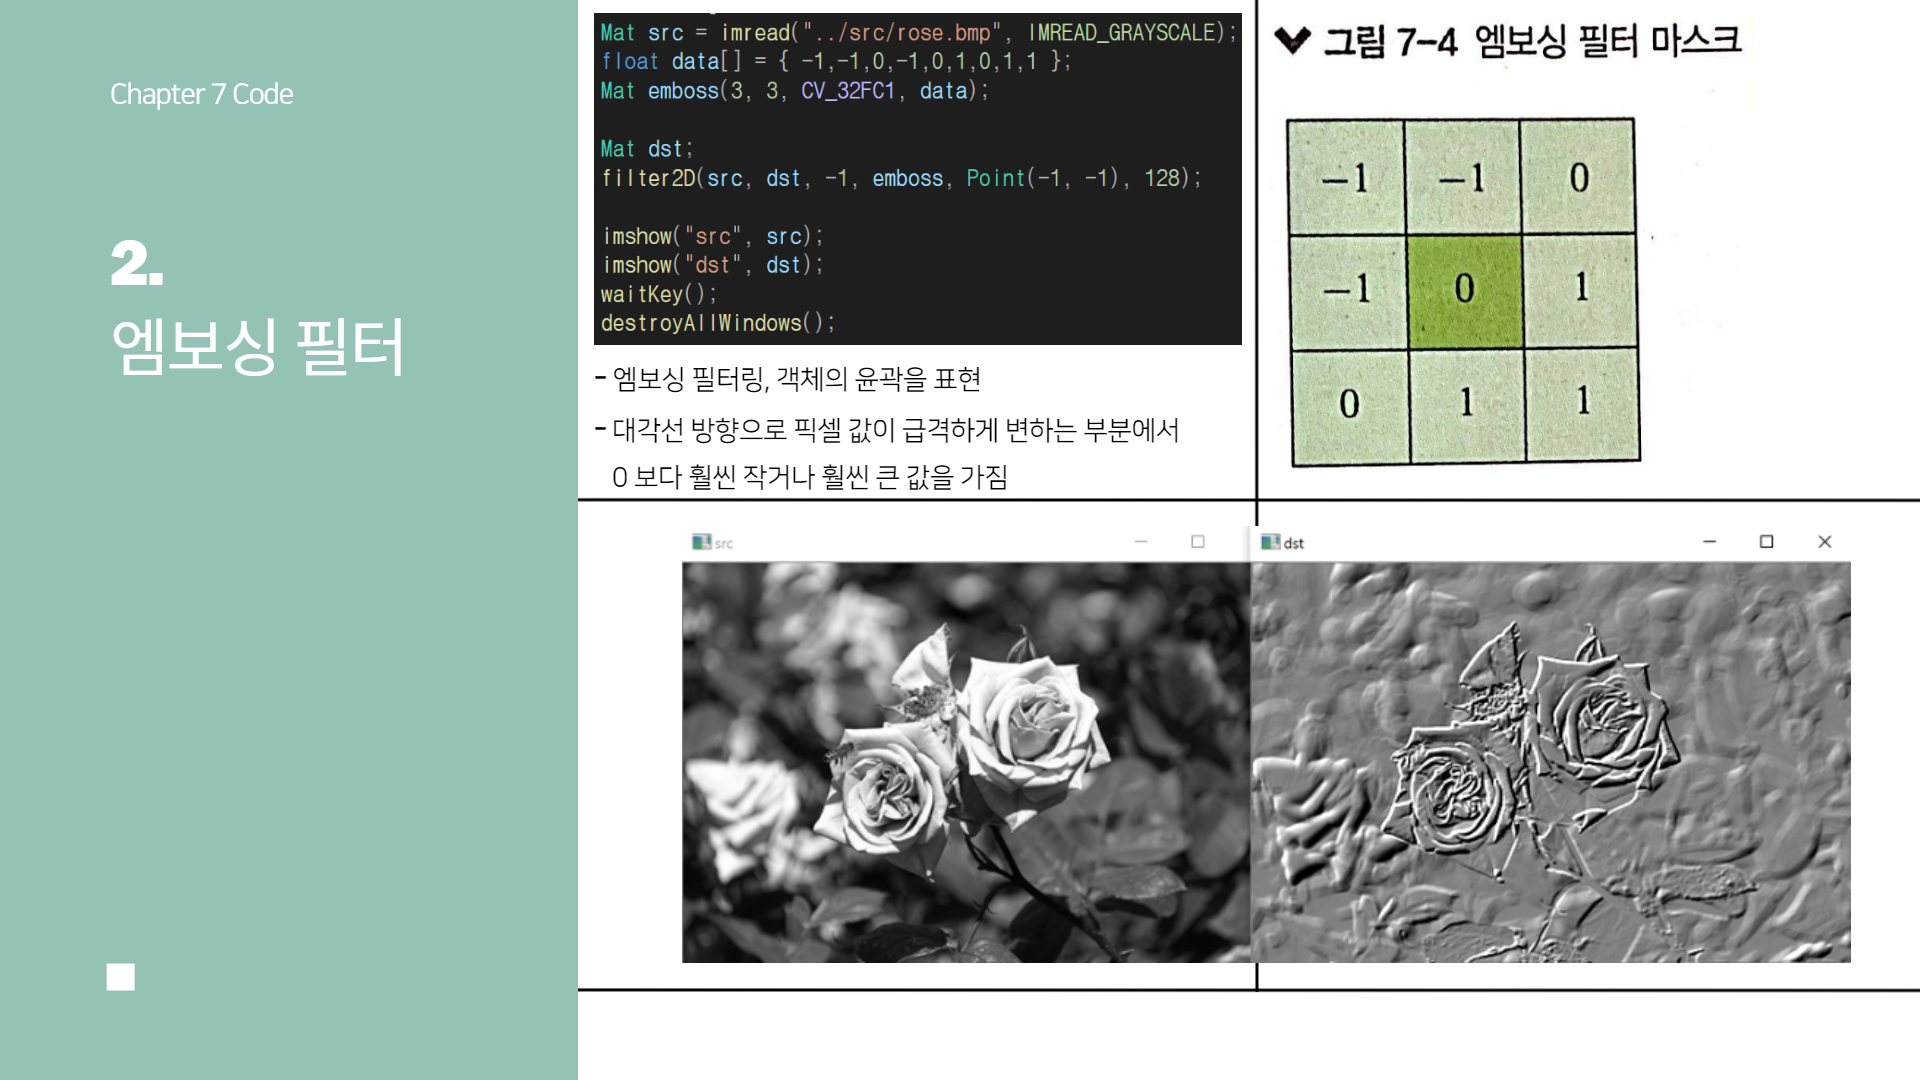 Chapter 7 Code
2.
엠보싱 필터
Mat src = imread("../src/rose.bmp", IMREAD_GRAYSCALE);
float data[] = { -1,-1,0,-1,0,1,0,1,1 };
Mat emboss(3, 3, CV_32FC1, data);
Mat dst;
filter2D(src, dst, -1, emboss, Point(-1, -1), 128);
imshow("src", src);
imshow("dst", dst);
waitKey();
destroyAllWindows();
- 엠보싱 필터링, 객체의 윤곽을 표현
- 대각선 방향으로 픽셀 값이 급격하게 변하는 부분에서
0 보다 훨씬 작거나 훨씬 큰 값을 가짐
그림 7-4 엠보싱 필터 마스크
-1 -1 0
-1 0 1
0 1 1
src
dst